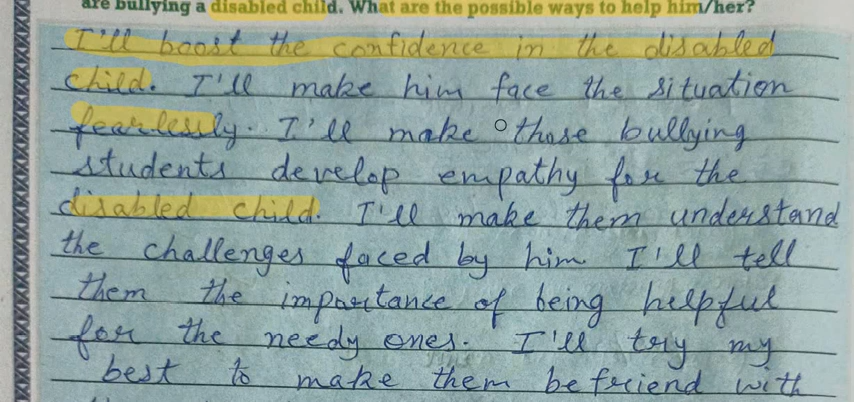 are bullying a disabled child. What are the possible ways to help him/her?
I'll boost the confidence in the disabled
child. I'll make him face the situation
fearlessly. I'll make those bullying
students develop empathy for the
disabled child. I'll make them understand
the challenges faced by him. I'll tell
them the importance of being helpful
for the needy ones. I'll try my
best to make them befriend with